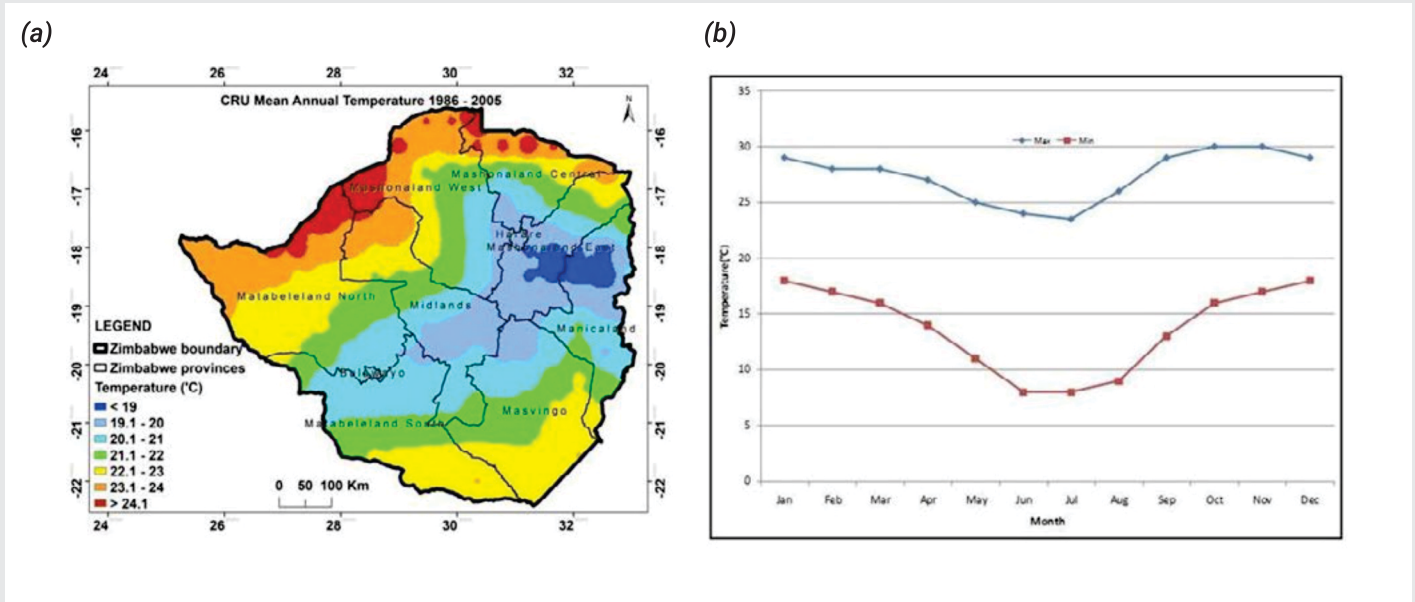 (a)
24 26 28 30 32
CRU Mean Annual Temperature 1986 - 2005
N
-16 -16
Mashonaland Central
Mashonaland West
-17 -17
Harare
Mashonaland East
-18 -18
Matabeleland North
Midlands
-19 -19
Manicaland
LEGEND
Zimbabwe boundary
Zimbabwe provinces
-20 -20
Bulawayo
Temperature (°C)
< 19
19.1 - 20
20.1 - 21
21.1 - 22
22.1 - 23
23.1 - 24
> 24.1
Masvingo
Matabeleland South
-21 -21
-22 -22
0 50 100 Km
24 26 28 30 32
(b)
35
30
25
20
15
10
5
0
Max Min
Temperature(°C)
Jan Feb Mar Apr May Jun Jul Aug Sep Oct Nov Dec
Month